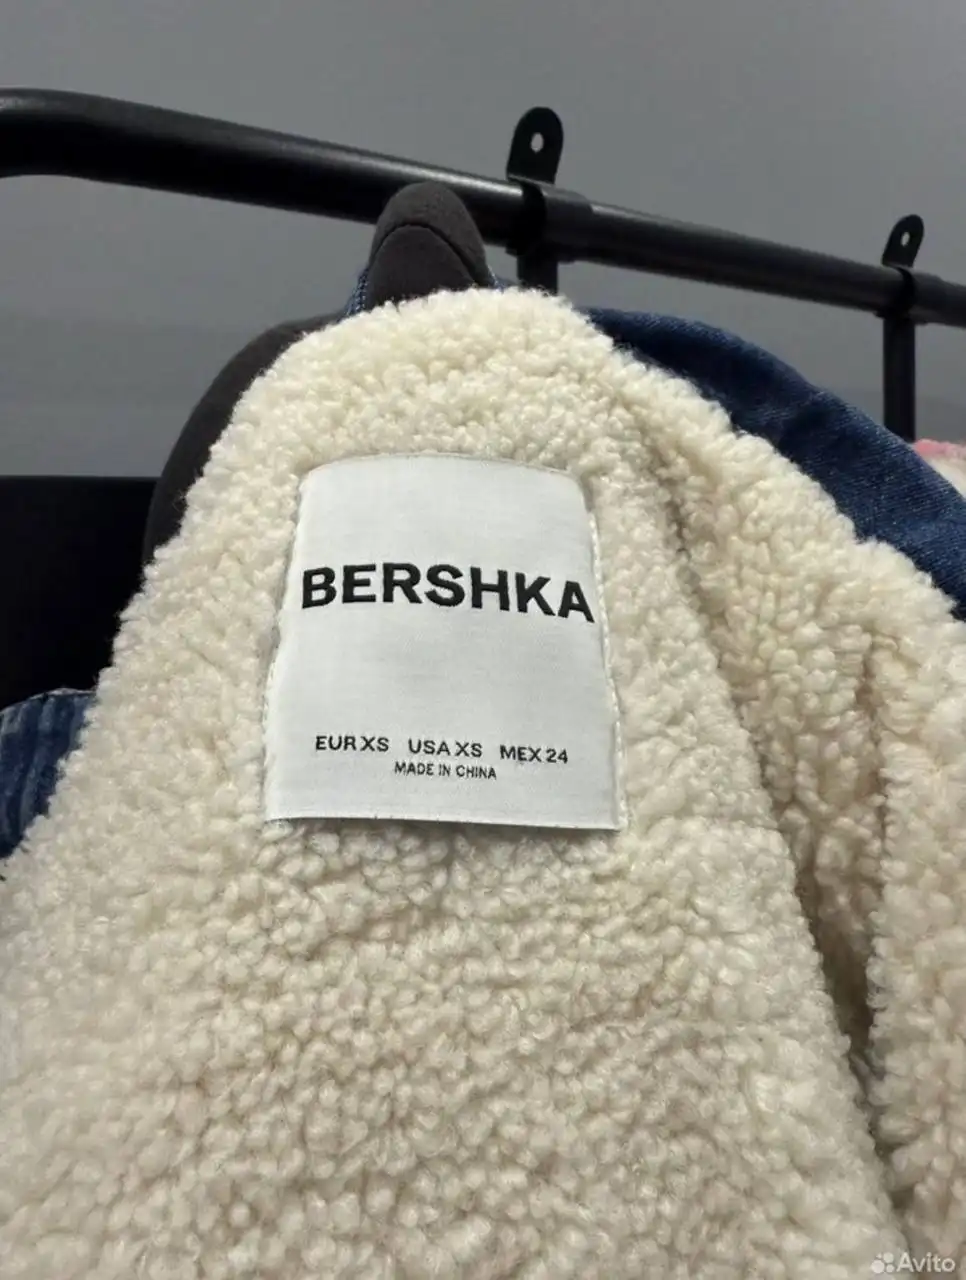 BERSHKA
EUR XS USA XS MEX 24
MADE IN CHINA
Avito